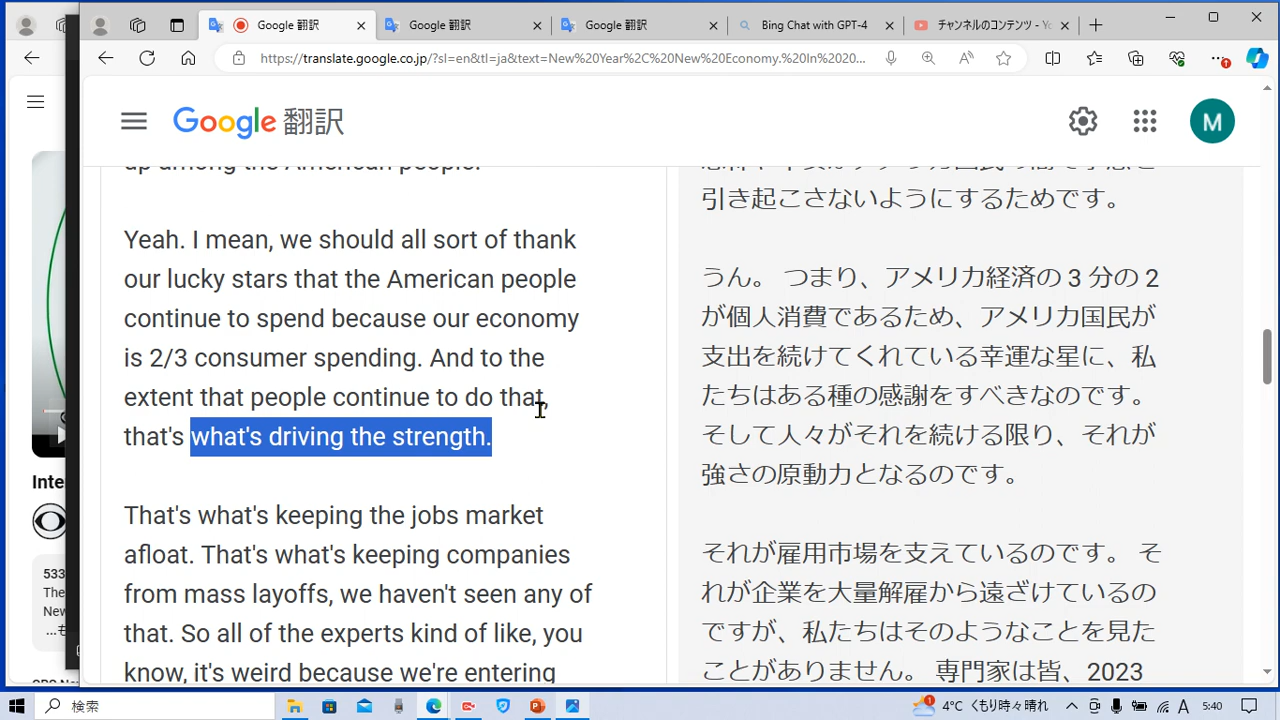 Google 翻訳
Google 翻訳
Google 翻訳
Bing Chat with GPT-4
チャンネルのコンテンツ - Yo
https://translate.google.co.jp/?sl=en&tl=ja&text=New%20Year%2C%20New%20Economy.%20In%2020...
Google 翻訳
M
up among the American people.
引き起こさないようにするためです。
Yeah. I mean, we should all sort of thank
our lucky stars that the American people
continue to spend because our economy
is 2/3 consumer spending. And to the
extent that people continue to do that,
that's what's driving the strength.
うん。 つまり、アメリカ経済の 3 分の 2
が個人消費であるため、アメリカ国民が
支出を続けてくれている幸運な星に、私
たちはある種の感謝をすべきなのです。
そして人々がそれを続ける限り、それが
強さの原動力となるのです。
That's what's keeping the jobs market
afloat. That's what's keeping companies
from mass layoffs, we haven't seen any of
that. So all of the experts kind of like, you
know, it's weird because we're entering
それが雇用市場を支えているのです。 そ
れが企業を大量解雇から遠ざけているの
ですが、私たちはそのようなことを見た
ことがありません。 専門家は皆、2023
Inte
533
The
New
...も
検索
4°C くもり時々晴れ
A
5:40